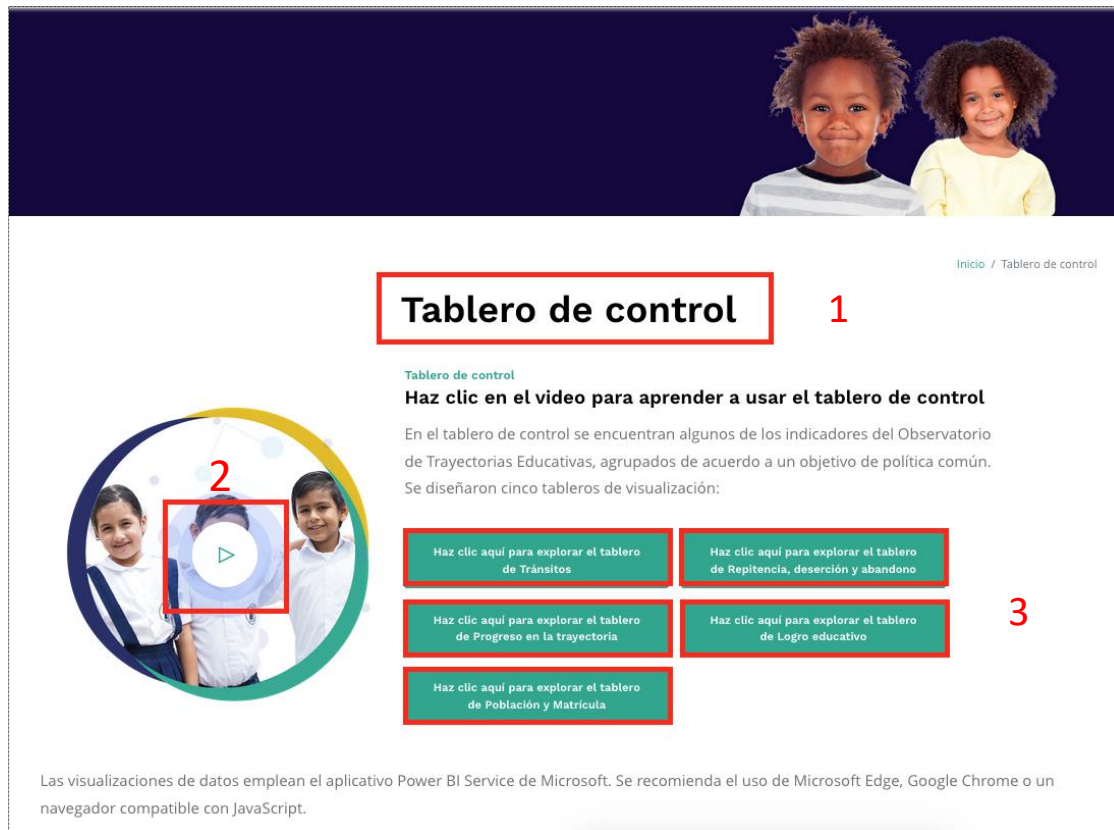 Inicio / Tablero de control
Tablero de control
1
Tablero de control
Haz clic en el video para aprender a usar el tablero de control
En el tablero de control se encuentran algunos de los indicadores del Observatorio
de Trayectorias Educativas, agrupados de acuerdo a un objetivo de política común.
Se diseñaron cinco tableros de visualización:
2
Haz clic aquí para explorar el tablero
de Tránsitos
Haz clic aquí para explorar el tablero
de Repitencia, deserción y abandono
Haz clic aquí para explorar el tablero
de Progreso en la trayectoria
Haz clic aquí para explorar el tablero
de Logro educativo
3
Haz clic aquí para explorar el tablero
de Población y Matrícula
Las visualizaciones de datos emplean el aplicativo Power BI Service de Microsoft. Se recomienda el uso de Microsoft Edge, Google Chrome o un
navegador compatible con JavaScript.